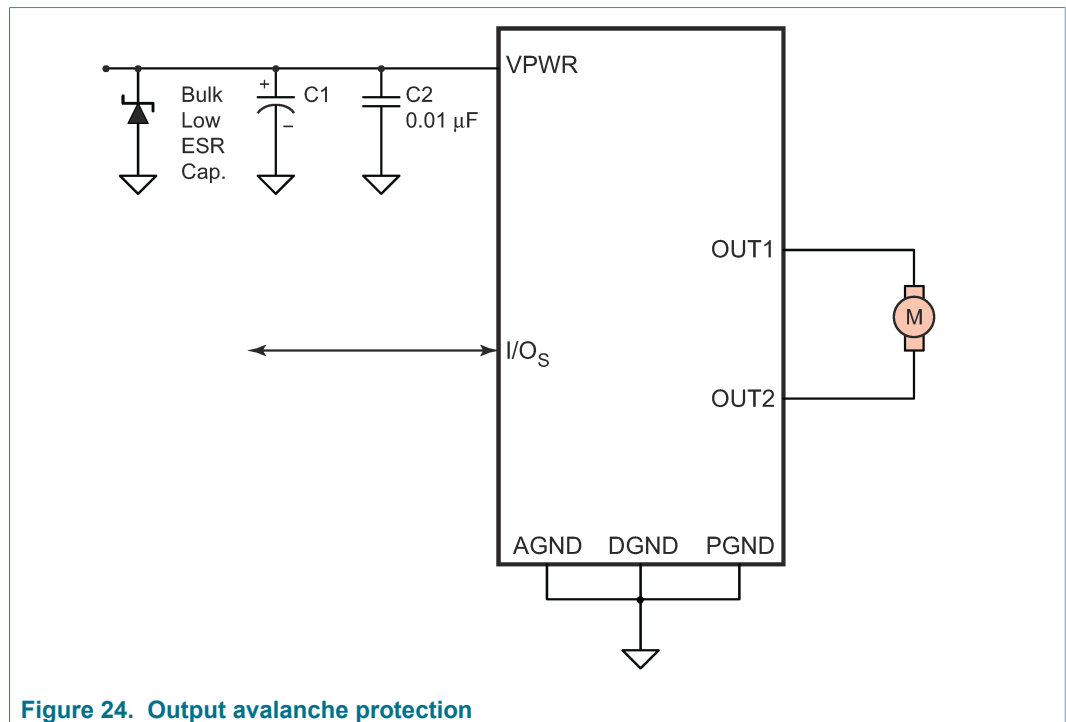 VPWR
Bulk
Low
ESR
Cap.
+
C1
–
C2
0.01 μF
OUT1
M
I/OS
OUT2
AGND DGND PGND
Figure 24. Output avalanche protection